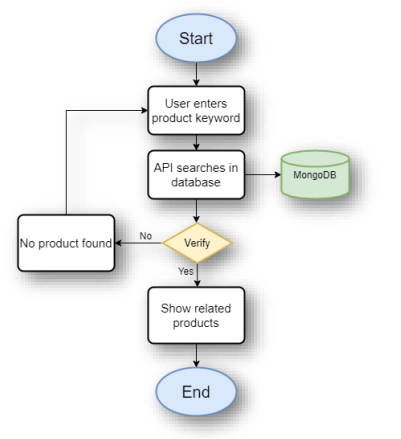 Start
User enters
product keyword
API searches in
database
MongoDB
Verify
No
No product found
Yes
Show related
products
End